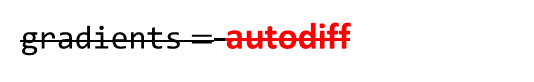 gradients = autodiff